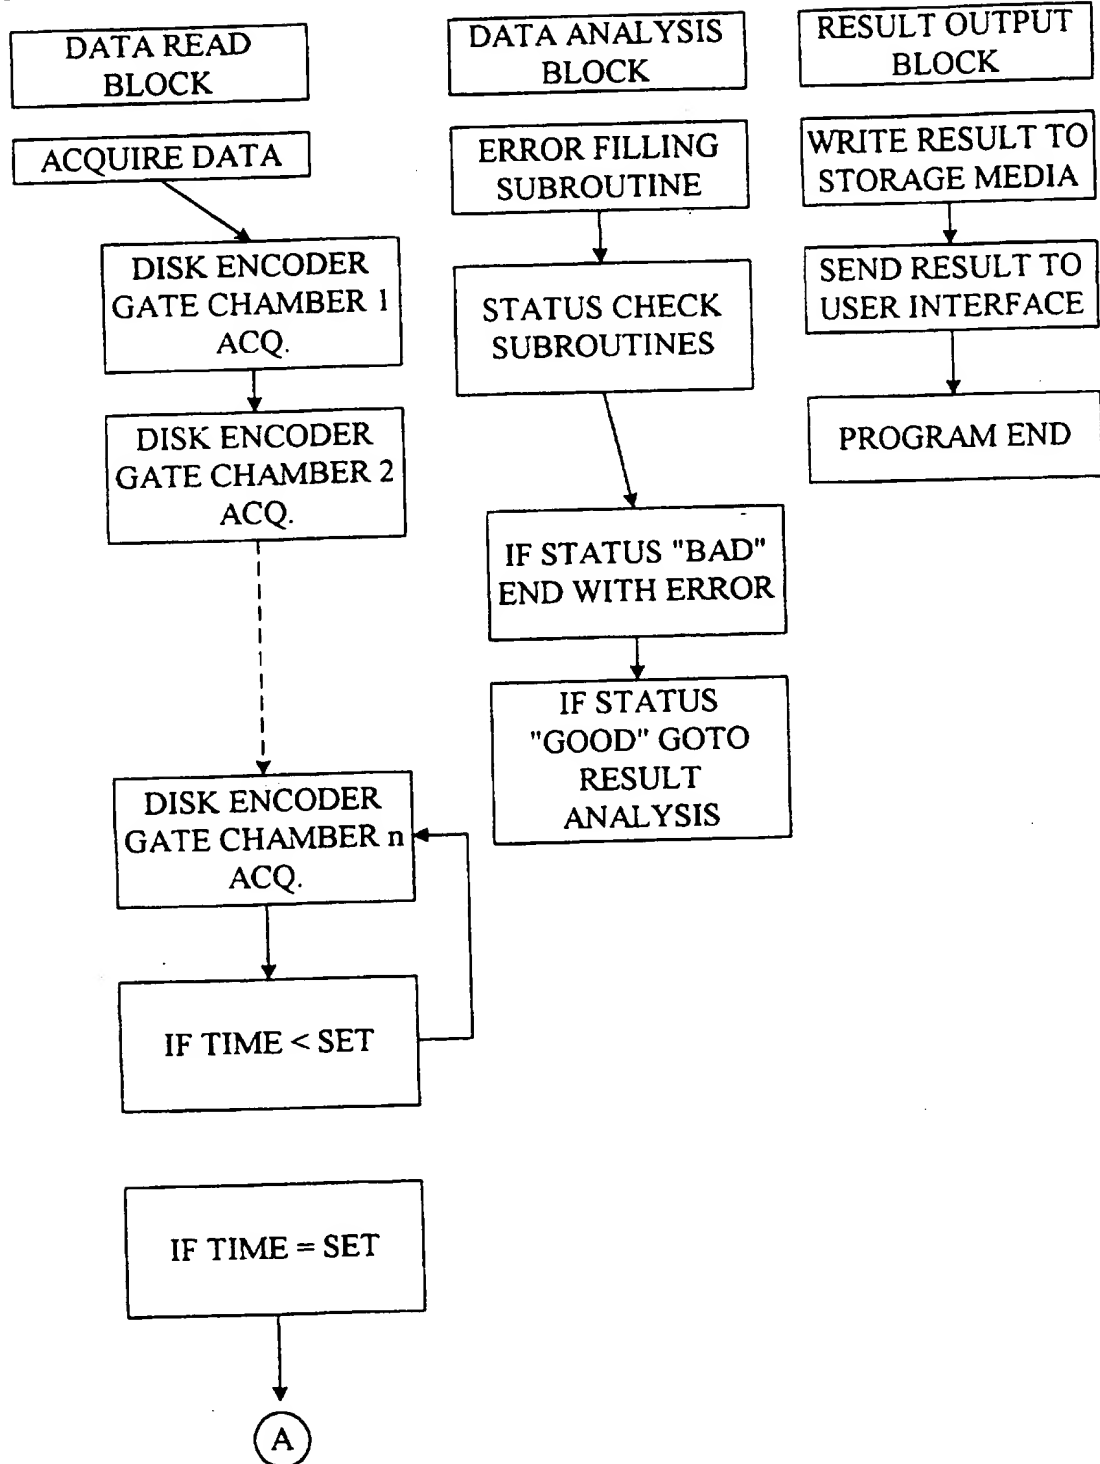 DATA READ
BLOCK
ACQUIRE DATA
DISK ENCODER
GATE CHAMBER 1
ACQ.
DISK ENCODER
GATE CHAMBER 2
ACQ.
DISK ENCODER
GATE CHAMBER n
ACQ.
IF TIME < SET
IF TIME = SET
A
DATA ANALYSIS
BLOCK
ERROR FILLING
SUBROUTINE
STATUS CHECK
SUBROUTINES
IF STATUS "BAD"
END WITH ERROR
IF STATUS
"GOOD" GOTO
RESULT
ANALYSIS
RESULT OUTPUT
BLOCK
WRITE RESULT TO
STORAGE MEDIA
SEND RESULT TO
USER INTERFACE
PROGRAM END